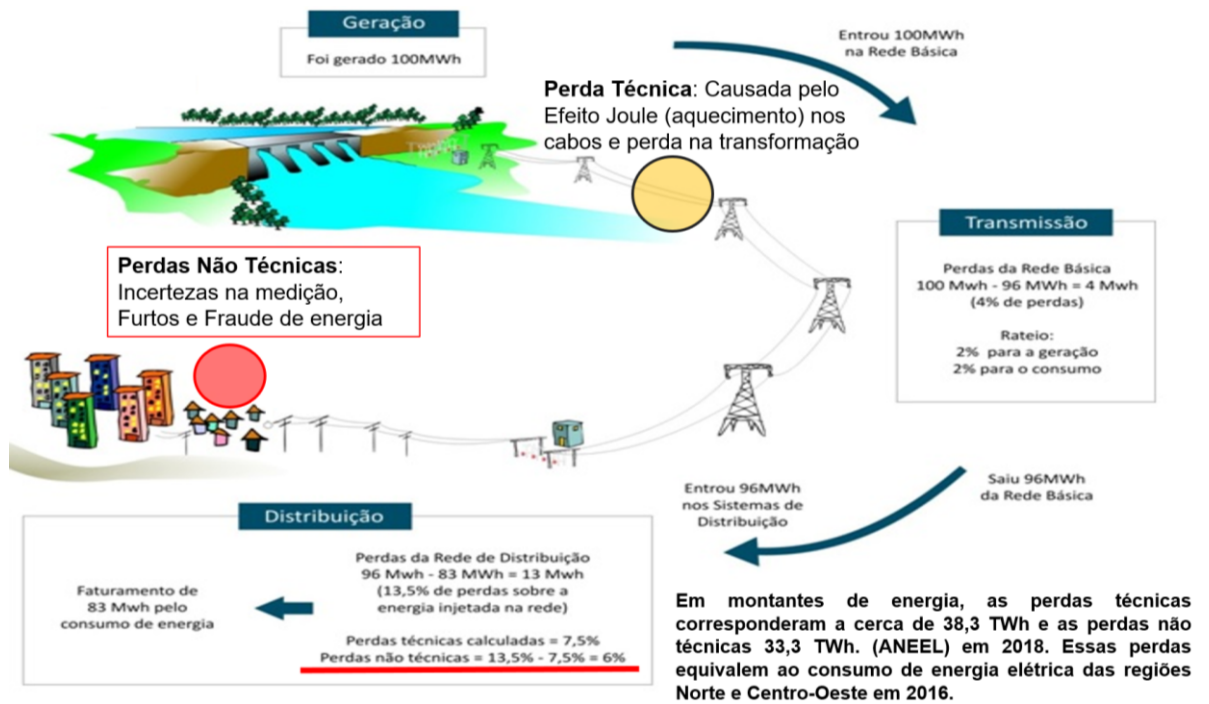 Geração
Foi gerado 100MWh
Entrou 100MWh
na Rede Básica
Perda Técnica: Causada pelo
Efeito Joule (aquecimento) nos
cabos e perda na transformação
Transmissão
Perdas da Rede Básica
100 Mwh - 96 MWh = 4 Mwh
(4% de perdas)
Rateio:
2% para a geração
2% para o consumo
Perdas Não Técnicas:
Incertezas na medição,
Furtos e Fraude de energia
Saiu 96MWh
da Rede Básica
Entrou 96MWh
nos Sistemas de
Distribuição
Distribuição
Perdas da Rede de Distribuição
96 Mwh - 83 MWh = 13 Mwh
(13,5% de perdas sobre a
energia injetada na rede)
Perdas técnicas calculadas = 7,5%
Perdas não técnicas = 13,5% - 7,5% = 6%
Faturamento de
83 Mwh pelo
consumo de energia
Em montantes de energia, as perdas técnicas
corresponderam a cerca de 38,3 TWh e as perdas não
técnicas 33,3 TWh. (ANEEL) em 2018. Essas perdas
equivalem ao consumo de energia elétrica das regiões
Norte e Centro-Oeste em 2016.